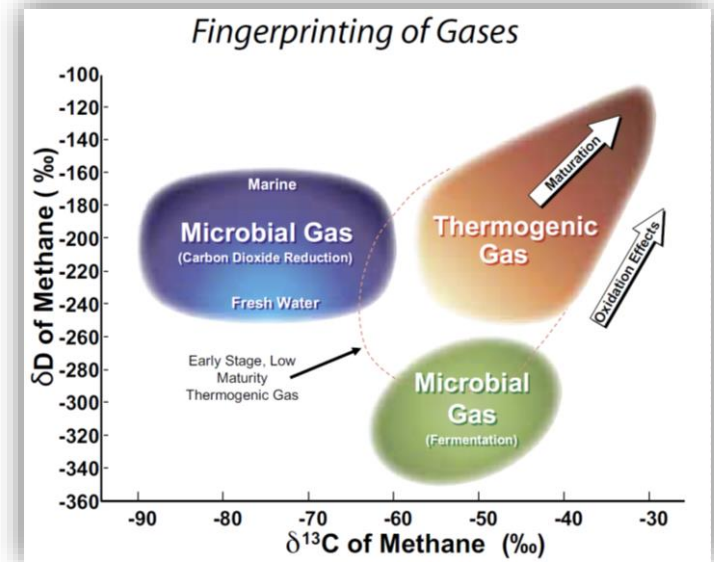 Fingerprinting of Gases
δD of Methane (‰)
-100
-120
-140
-160
-180
-200
-220
-240
-260
-280
-300
-320
-340
-360
Marine
Microbial Gas
(Carbon Dioxide Reduction)
Fresh Water
Maturation
Thermogenic
Gas
Oxidation Effects
Early Stage, Low
Maturity
Thermogenic Gas
Microbial
Gas
(Fermentation)
-90
-80
-70
-60
-50
-40
-30
δ¹³C of Methane (‰)